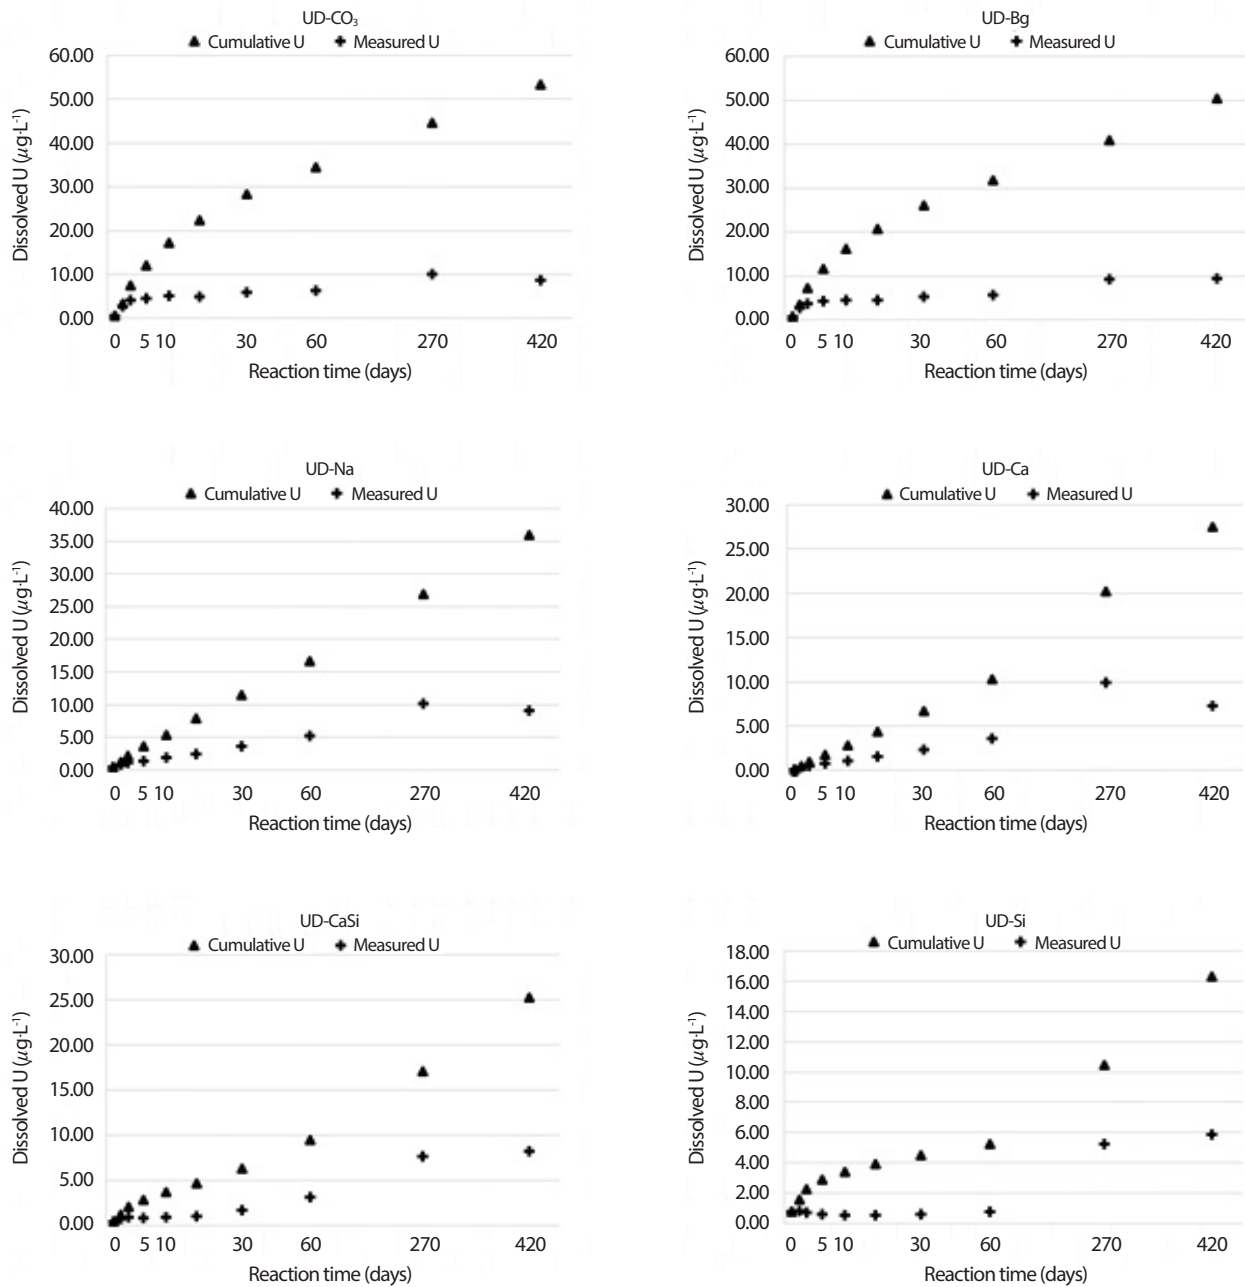 UD-CO₃
▲ Cumulative U ✚ Measured U
Dissolved U (μg·L⁻¹)
60.00
50.00
40.00
30.00
20.00
10.00
0.00
0 5 10 30 60 270 420
Reaction time (days)
UD-Bg
▲ Cumulative U ✚ Measured U
Dissolved U (μg·L⁻¹)
60.00
50.00
40.00
30.00
20.00
10.00
0.00
0 5 10 30 60 270 420
Reaction time (days)
UD-Na
▲ Cumulative U ✚ Measured U
Dissolved U (μg·L⁻¹)
40.00
35.00
30.00
25.00
20.00
15.00
10.00
5.00
0.00
0 5 10 30 60 270 420
Reaction time (days)
UD-Ca
▲ Cumulative U ✚ Measured U
Dissolved U (μg·L⁻¹)
30.00
25.00
20.00
15.00
10.00
5.00
0.00
0 5 10 30 60 270 420
Reaction time (days)
UD-CaSi
▲ Cumulative U ✚ Measured U
Dissolved U (μg·L⁻¹)
30.00
25.00
20.00
15.00
10.00
5.00
0.00
0 5 10 30 60 270 420
Reaction time (days)
UD-Si
▲ Cumulative U ✚ Measured U
Dissolved U (μg·L⁻¹)
18.00
16.00
14.00
12.00
10.00
8.00
6.00
4.00
2.00
0.00
0 5 10 30 60 270 420
Reaction time (days)